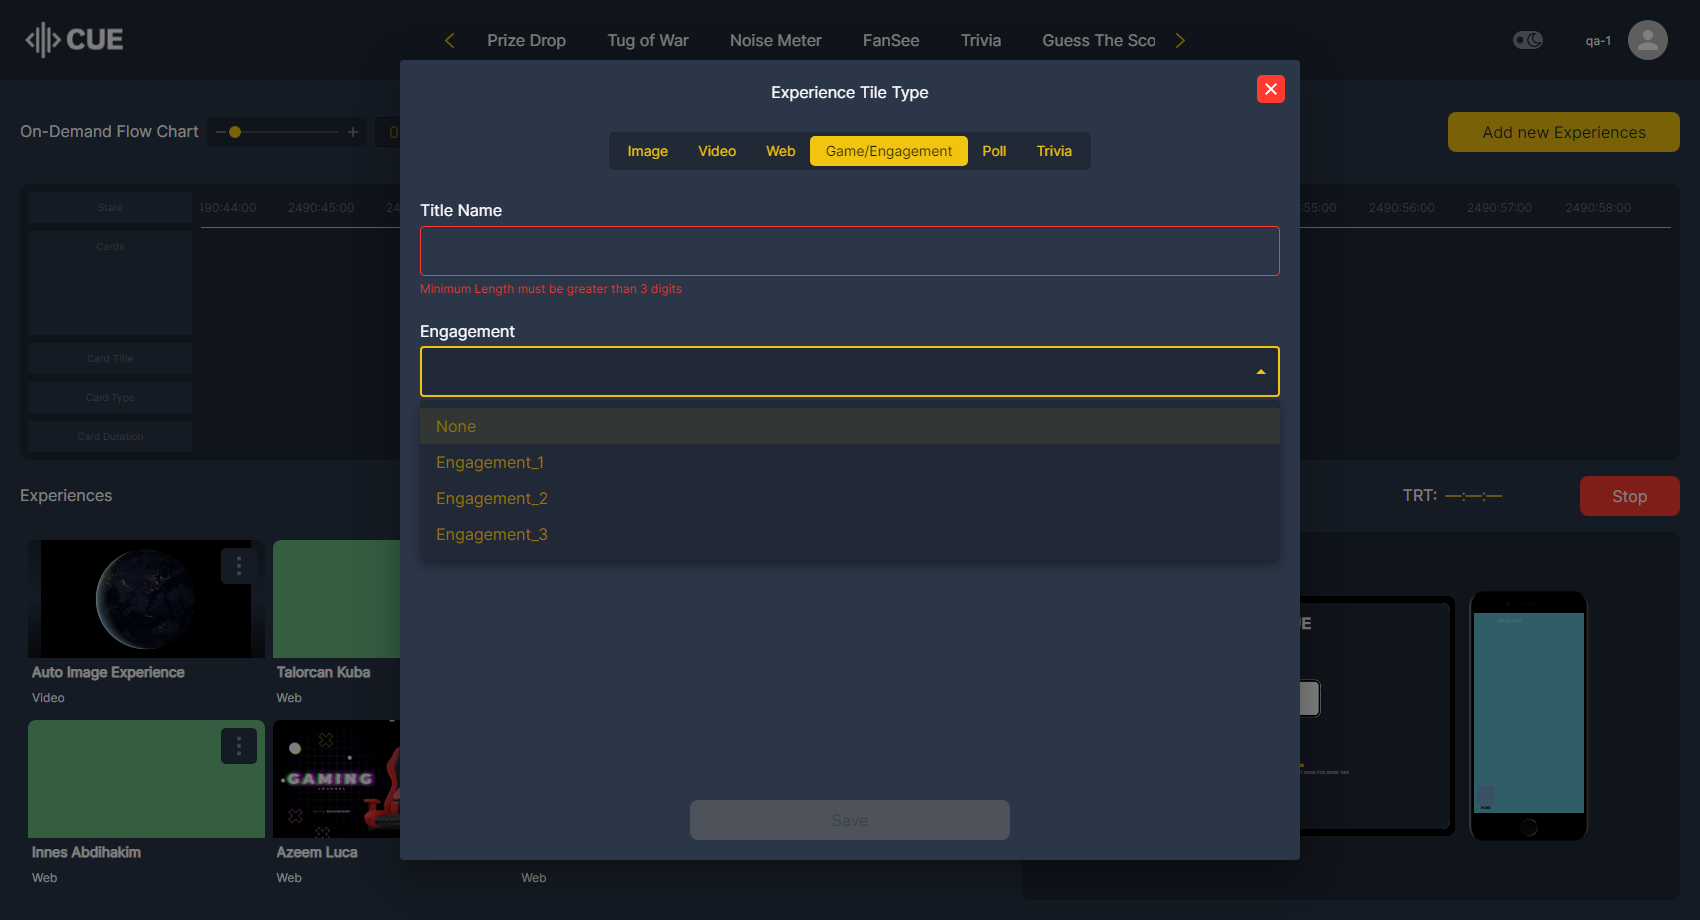 CUE
Prize Drop
Tug of War
Noise Meter
FanSee
Trivia
Guess The Sco
qa-1
Experience Tile Type
On-Demand Flow Chart
0
Add new Experiences
Image
Video
Web
Game/Engagement
Poll
Trivia
State
190:44:00
2490:45:00
24
:55:00
2490:56:00
2490:57:00
2490:58:00
Title Name
Cards
Minimum Length must be greater than 3 digits
Engagement
Card Title
Card Type
Card Duration
None
Engagement_1
Engagement_2
Engagement_3
Experiences
TRT: —:—:—
Stop
UE
Auto Image Experience
Video
Talorcan Kuba
Web
GAMING
Save
Innes Abdihakim
Web
Azeem Luca
Web
Web